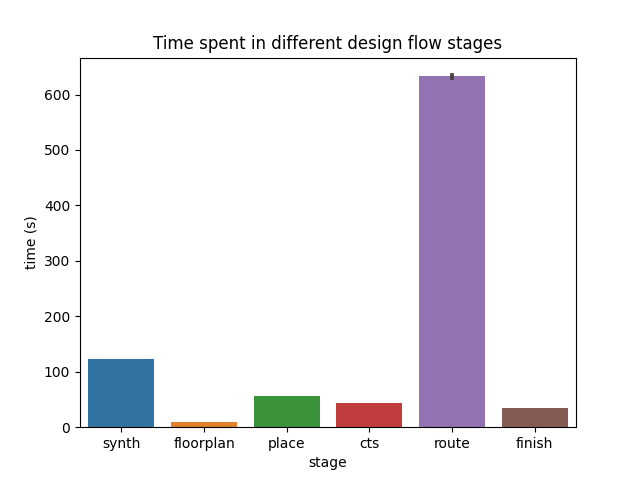 Time spent in different design flow stages
time (s)
600
500
400
300
200
100
0
synth floorplan place cts route finish
stage